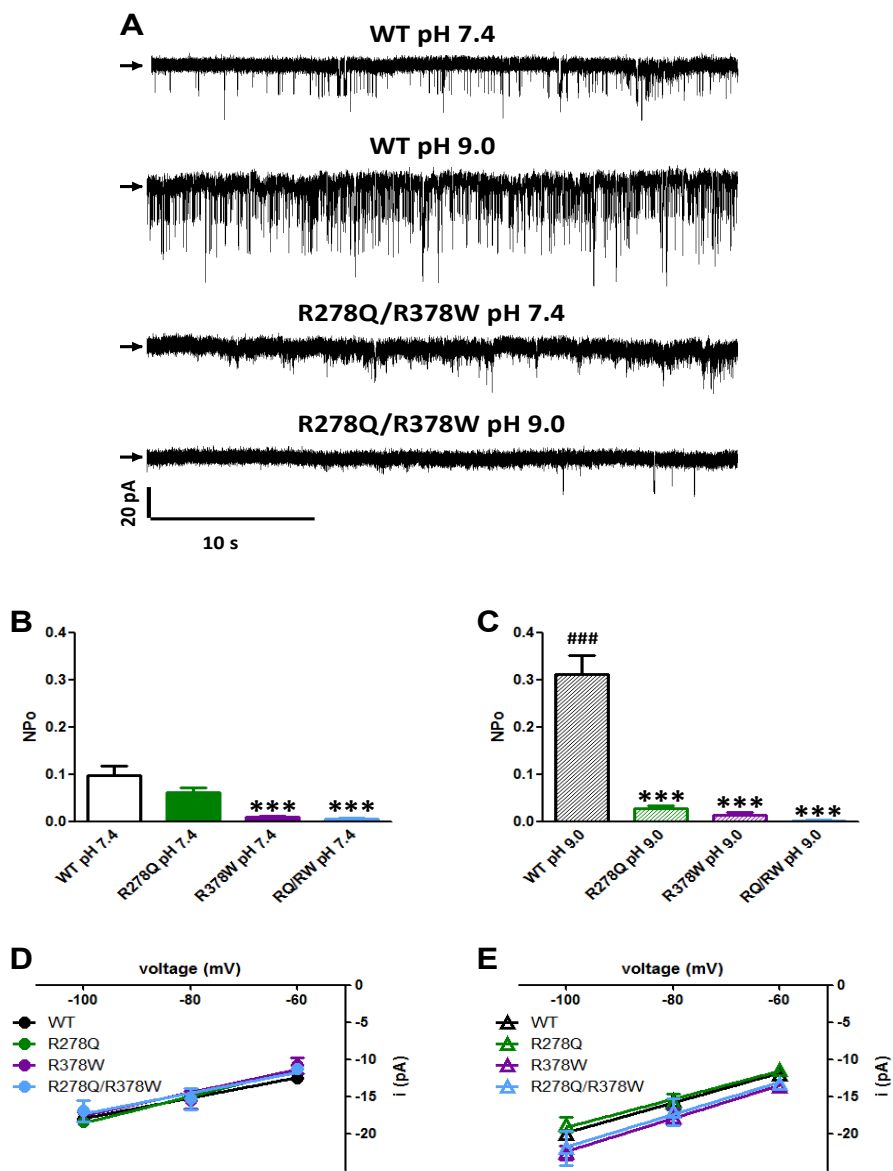 A
WT pH 7.4
WT pH 9.0
R278Q/R378W pH 7.4
R278Q/R378W pH 9.0
20 pA
10 s
B
NPo
0.4
0.3
0.2
0.1
0.0
***
***
WT pH 7.4
R278Q pH 7.4
R378W pH 7.4
RQ/RW pH 7.4
C
NPo
0.4
0.3
0.2
0.1
0.0
###
***
***
***
WT pH 9.0
R278Q pH 9.0
R378W pH 9.0
RQ/RW pH 9.0
D
voltage (mV)
-100
-80
-60
0
-5
-10
-15
-20
i (pA)
WT
R278Q
R378W
R278Q/R378W
E
voltage (mV)
-100
-80
-60
0
-5
-10
-15
-20
i (pA)
WT
R278Q
R378W
R278Q/R378W